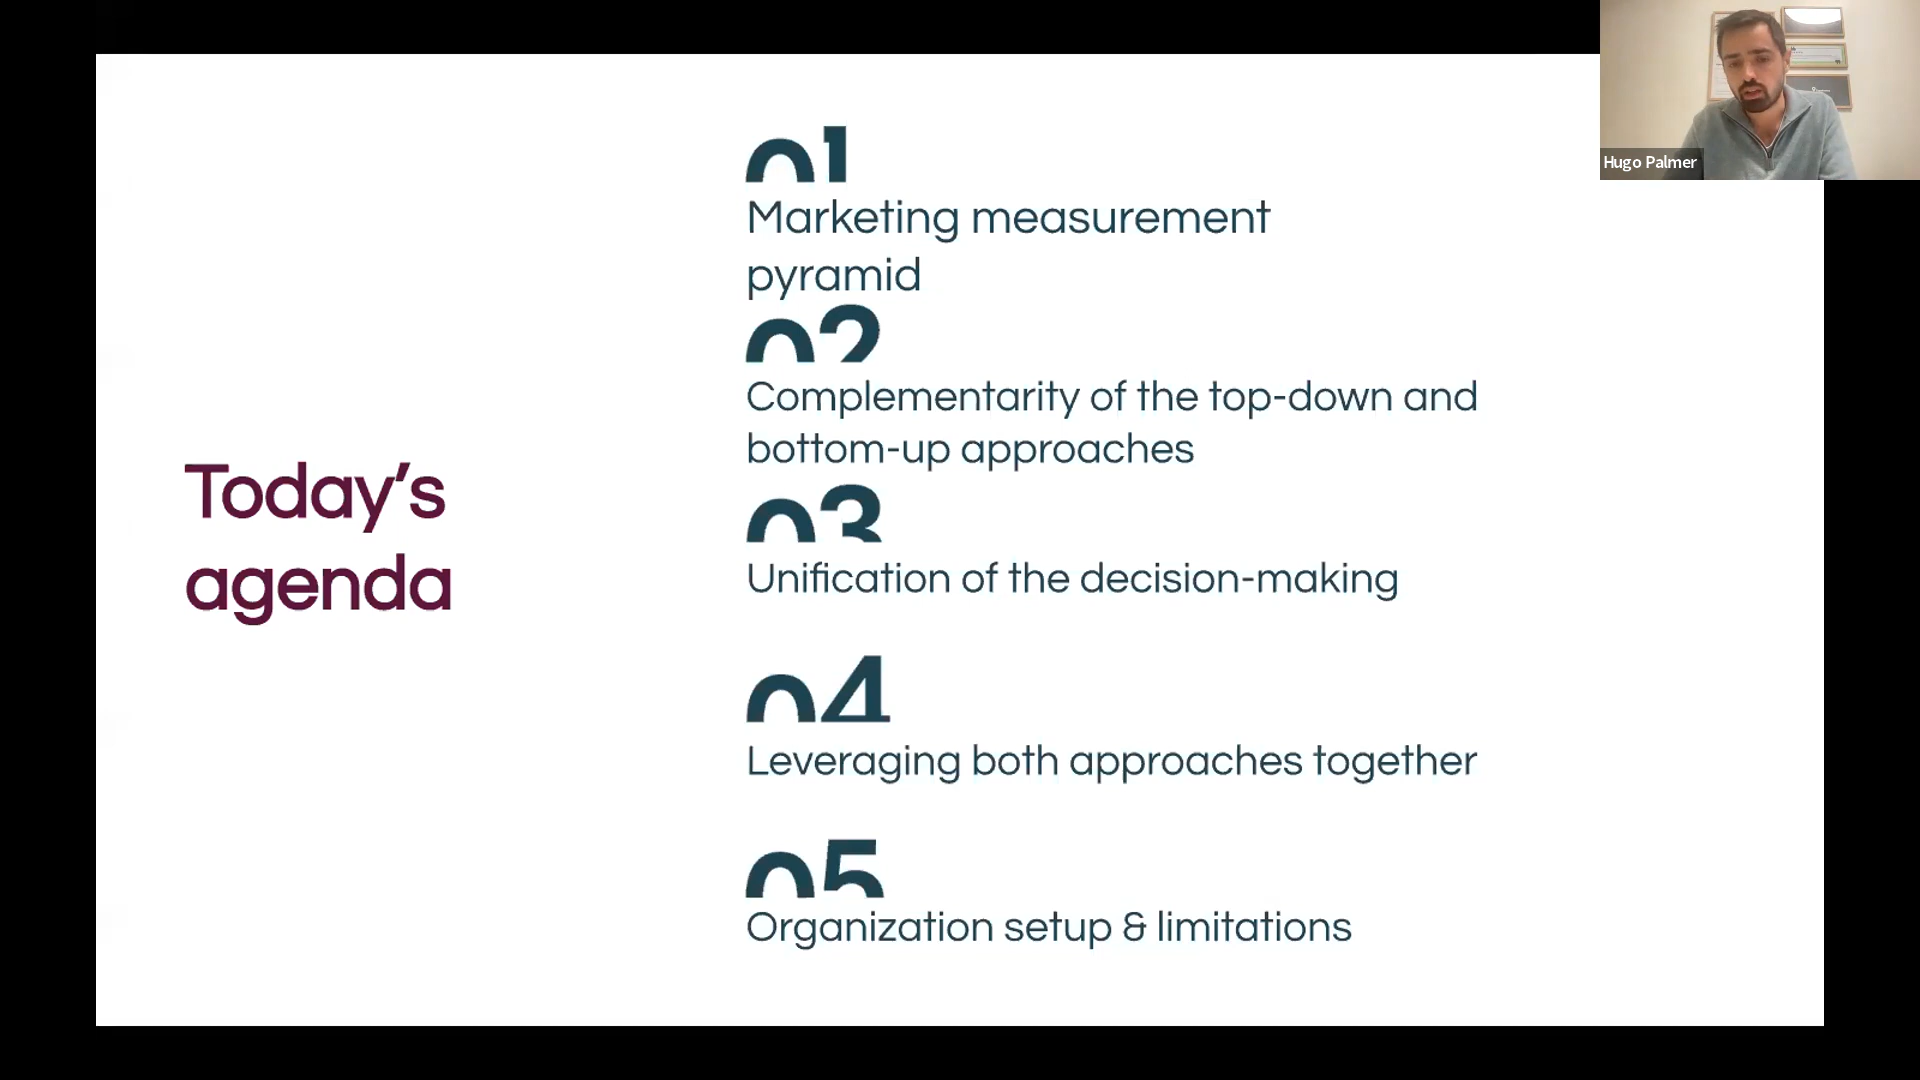 Hugo Palmer
Today’s
agenda
01
Marketing measurement
pyramid
02
Complementarity of the top-down and
bottom-up approaches
03
Unification of the decision-making
04
Leveraging both approaches together
05
Organization setup & limitations